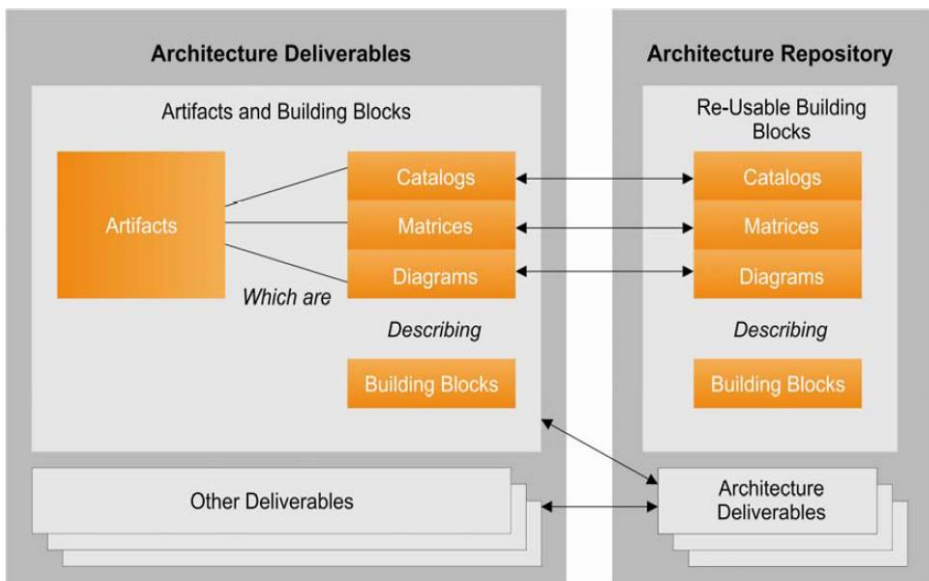 Architecture Deliverables
Artifacts and Building Blocks
Artifacts
Which are
Catalogs
Matrices
Diagrams
Describing
Building Blocks
Other Deliverables
Architecture Repository
Re-Usable Building
Blocks
Catalogs
Matrices
Diagrams
Describing
Building Blocks
Architecture
Deliverables